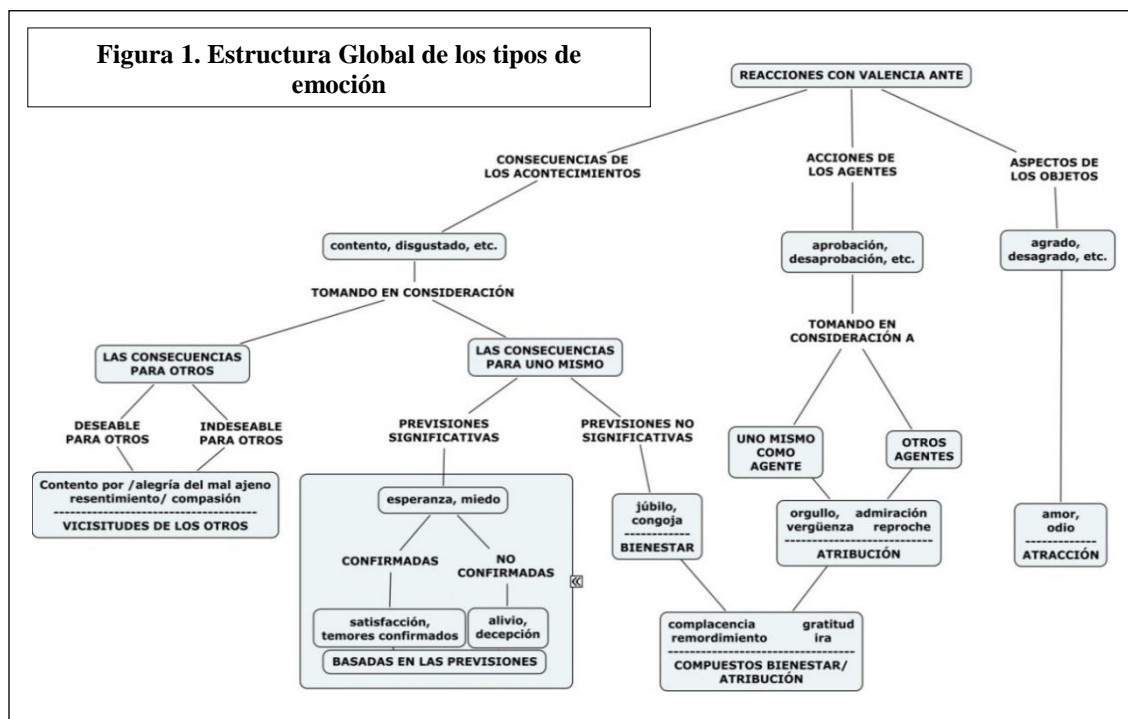 Figura 1. Estructura Global de los tipos de
emoción
REACCIONES CON VALENCIA ANTE
CONSECUENCIAS DE
LOS ACONTECIMIENTOS
ACCIONES DE
LOS AGENTES
ASPECTOS DE
LOS OBJETOS
contento, disgustado, etc.
aprobación,
desaprobación, etc.
agrado,
desagrado, etc.
TOMANDO EN CONSIDERACIÓN
TOMANDO EN
CONSIDERACIÓN A
LAS CONSECUENCIAS
PARA OTROS
LAS CONSECUENCIAS
PARA UNO MISMO
DESEABLE
PARA OTROS
INDESEABLE
PARA OTROS
PREVISIONES
SIGNIFICATIVAS
PREVISIONES NO
SIGNIFICATIVAS
UNO MISMO
COMO
AGENTE
OTROS
AGENTES
Contento por /alegría del mal ajeno
resentimiento/ compasión
VICISITUDES DE LOS OTROS
esperanza, miedo
júbilo,
congoja
BIENESTAR
orgullo, admiración
vergüenza reproche
ATRIBUCIÓN
amor,
odio
ATRACCIÓN
CONFIRMADAS
NO
CONFIRMADAS
satisfacción,
temores confirmados
alivio,
decepción
BASADAS EN LAS PREVISIONES
complacencia gratitud
remordimiento ira
COMPUESTOS BIENESTAR/
ATRIBUCIÓN